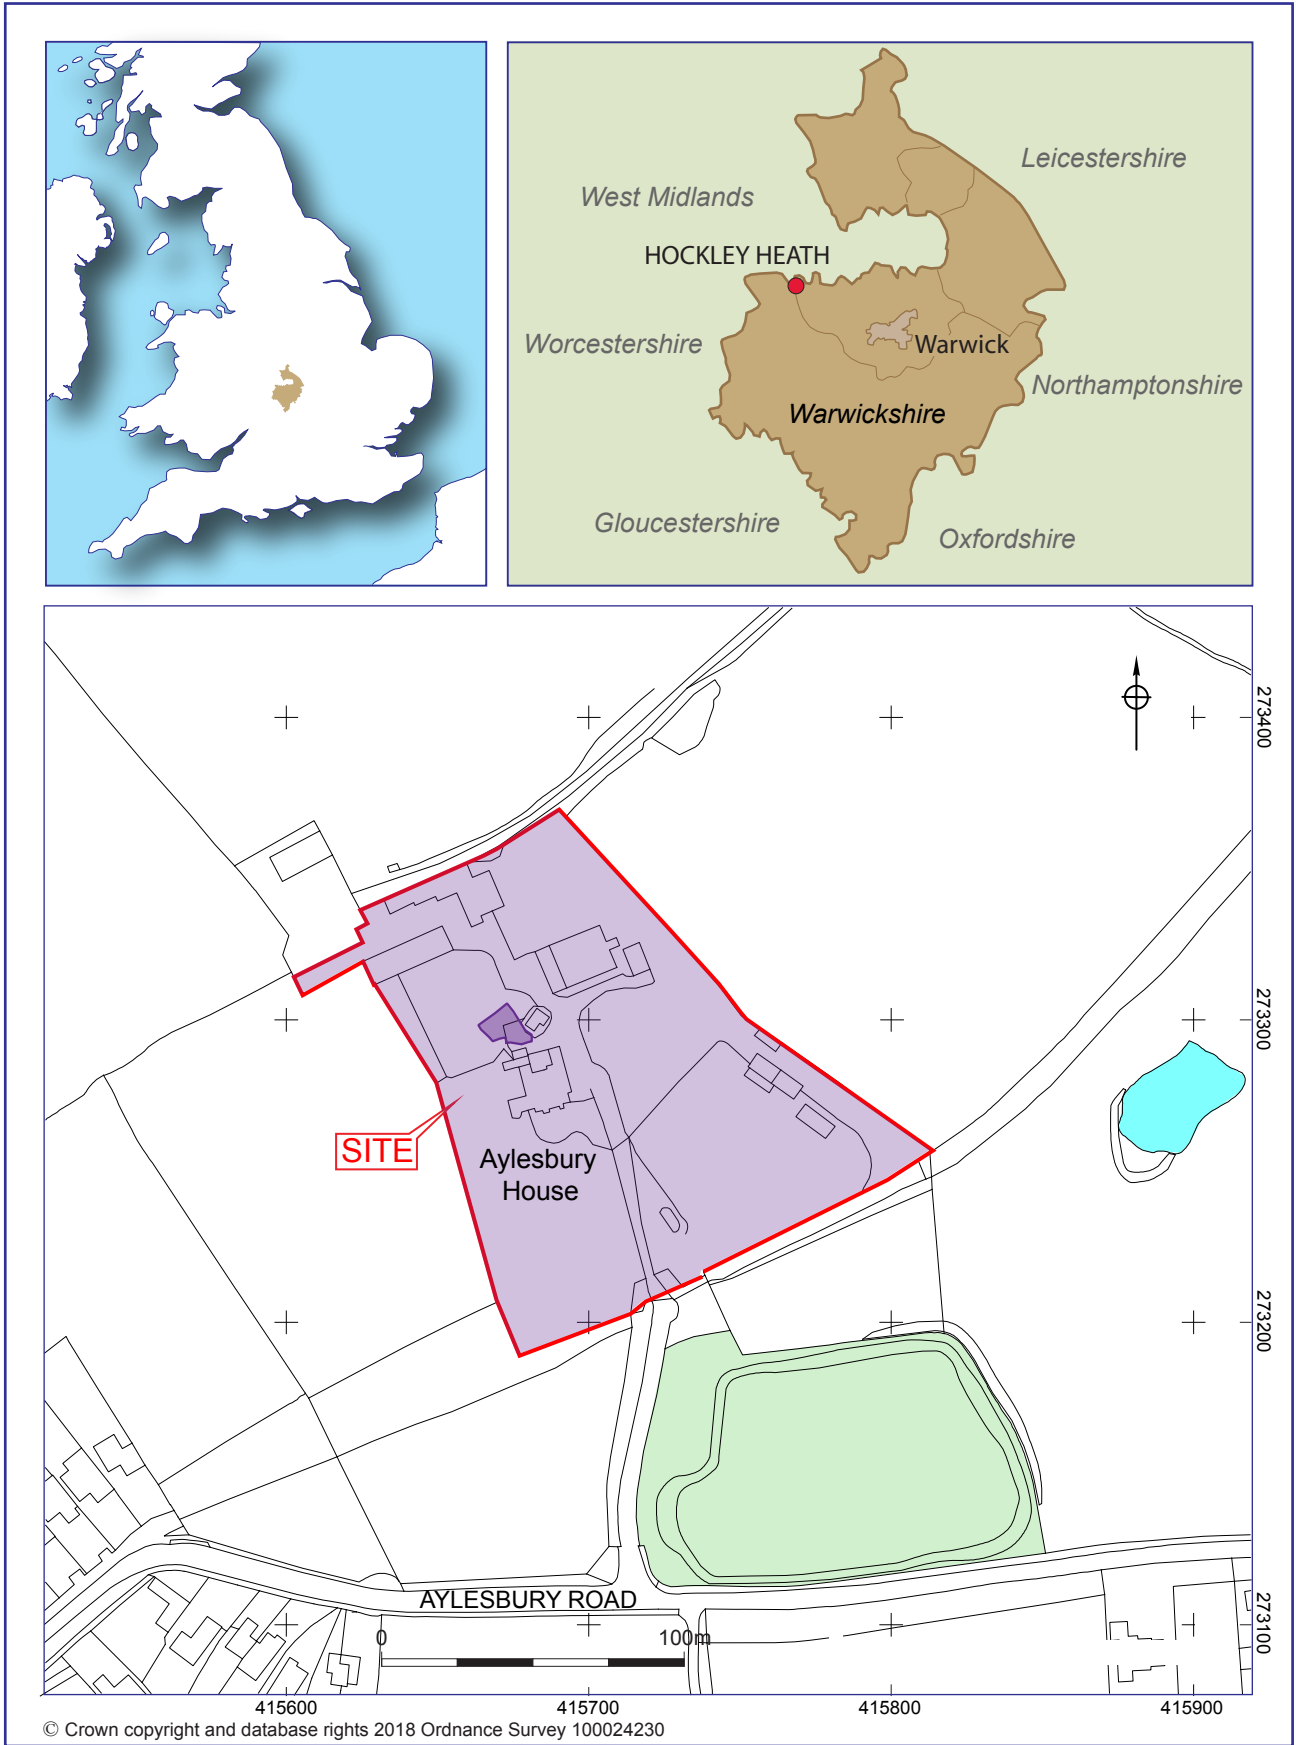 Leicestershire
West Midlands
HOCKLEY HEATH
Worcestershire
Warwick
Northamptonshire
Warwickshire
Gloucestershire
Oxfordshire
273400
273300
SITE
Aylesbury
House
273200
AYLESBURY ROAD
273100
0
100m
415600
415700
415800
415900
© Crown copyright and database rights 2018 Ordnance Survey 100024230